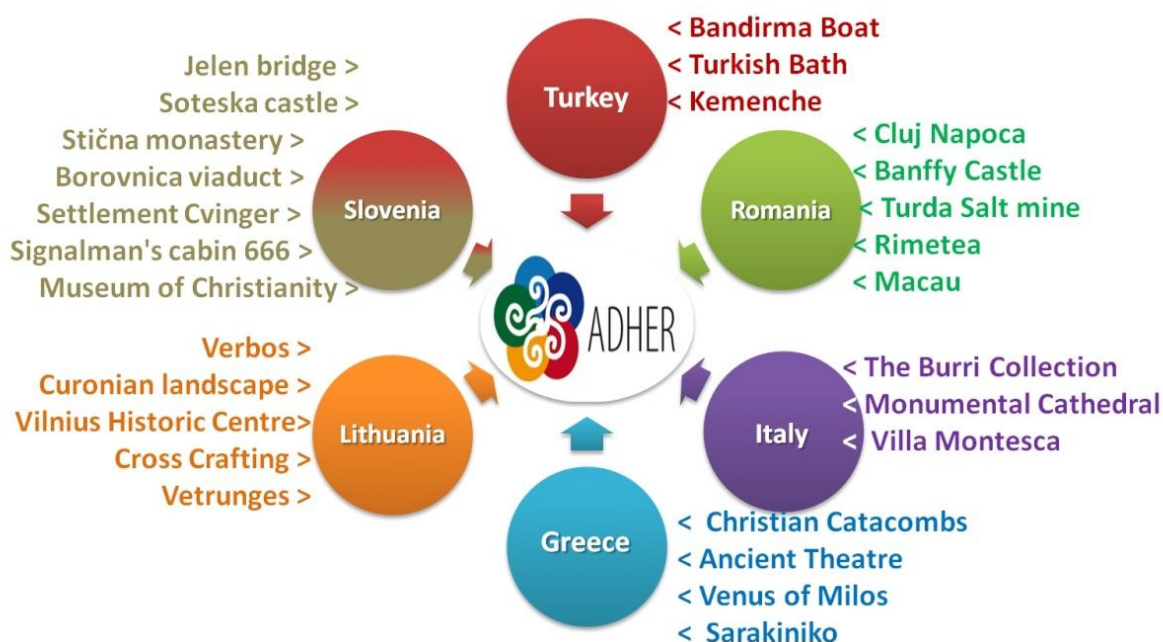 Turkey
< Bandirma Boat
< Turkish Bath
< Kemenche
Romania
< Cluj Napoca
< Banffy Castle
< Turda Salt mine
< Rimetea
< Macau
Italy
< The Burri Collection
< Monumental Cathedral
< Villa Montesca
Greece
< Christian Catacombs
< Ancient Theatre
< Venus of Milos
< Sarakiniko
Lithuania
Verbos >
Curonian landscape >
Vilnius Historic Centre>
Cross Crafting >
Vetrunges >
Slovenia
Jelen bridge >
Soteska castle >
Stična monastery >
Borovnica viaduct >
Settlement Cvinger >
Signalman's cabin 666 >
Museum of Christianity >
ADHER